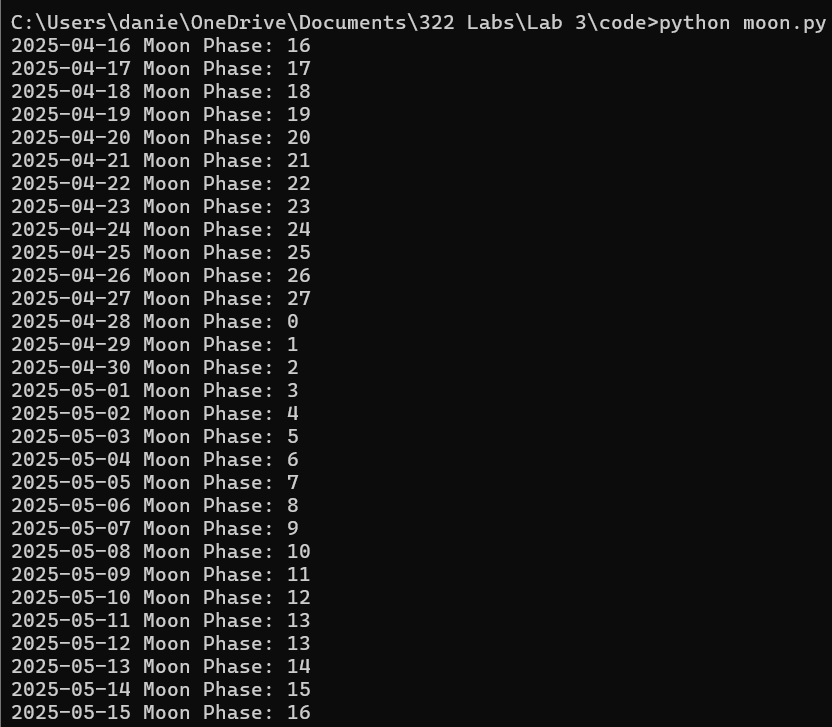 C:\Users\danie\OneDrive\Documents\322 Labs\Lab 3\code>python moon.py
2025-04-16 Moon Phase: 16
2025-04-17 Moon Phase: 17
2025-04-18 Moon Phase: 18
2025-04-19 Moon Phase: 19
2025-04-20 Moon Phase: 20
2025-04-21 Moon Phase: 21
2025-04-22 Moon Phase: 22
2025-04-23 Moon Phase: 23
2025-04-24 Moon Phase: 24
2025-04-25 Moon Phase: 25
2025-04-26 Moon Phase: 26
2025-04-27 Moon Phase: 27
2025-04-28 Moon Phase: 0
2025-04-29 Moon Phase: 1
2025-04-30 Moon Phase: 2
2025-05-01 Moon Phase: 3
2025-05-02 Moon Phase: 4
2025-05-03 Moon Phase: 5
2025-05-04 Moon Phase: 6
2025-05-05 Moon Phase: 7
2025-05-06 Moon Phase: 8
2025-05-07 Moon Phase: 9
2025-05-08 Moon Phase: 10
2025-05-09 Moon Phase: 11
2025-05-10 Moon Phase: 12
2025-05-11 Moon Phase: 13
2025-05-12 Moon Phase: 13
2025-05-13 Moon Phase: 14
2025-05-14 Moon Phase: 15
2025-05-15 Moon Phase: 16